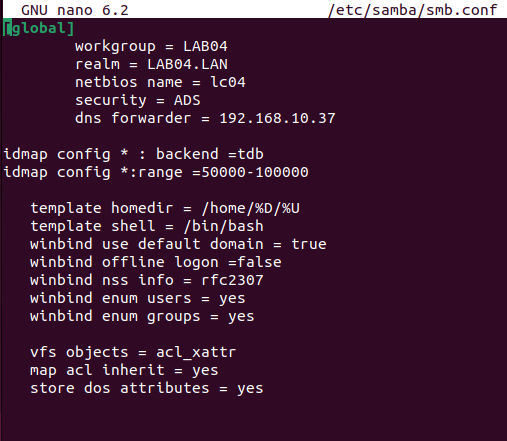 GNU nano 6.2 /etc/samba/smb.conf
[global]
workgroup = LAB04
realm = LAB04.LAN
netbios name = lc04
security = ADS
dns forwarder = 192.168.10.37
idmap config * : backend =tdb
idmap config *:range =50000-100000
template homedir = /home/%D/%U
template shell = /bin/bash
winbind use default domain = true
winbind offline logon =false
winbind nss info = rfc2307
winbind enum users = yes
winbind enum groups = yes
vfs objects = acl_xattr
map acl inherit = yes
store dos attributes = yes